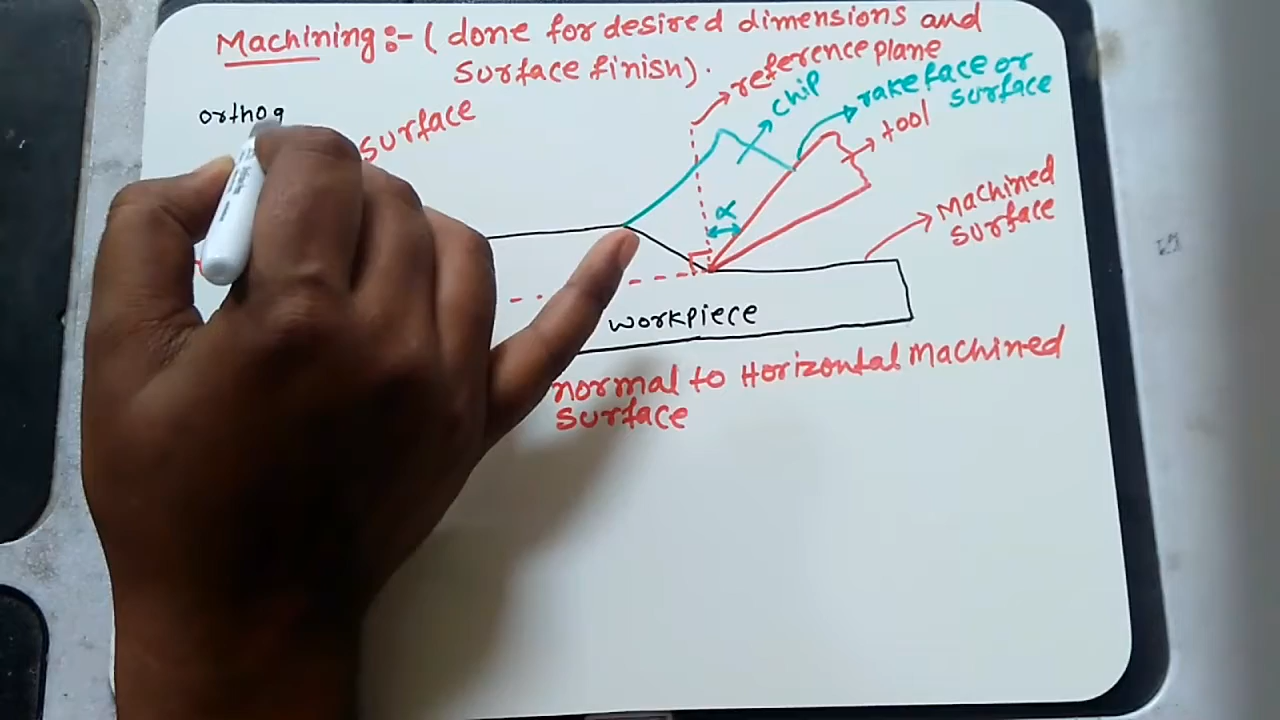 Machining:- ( done for desired dimensions and
surface finish).
reference plane
chip
rake face or
surface
tool
orthog
surface
α
Machined
surface
workpiece
normal to Horizontal Machined
surface